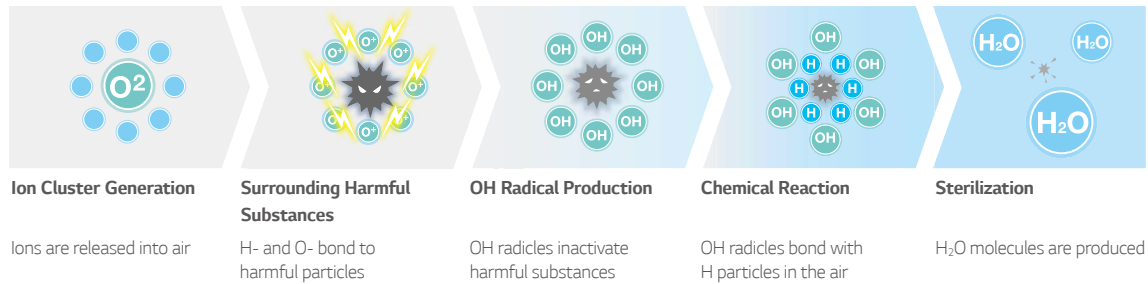 O²
O⁺
O⁺ O⁺
O⁺ O⁺
O⁺ O⁺
O⁺
OH
OH OH
OH OH
OH OH
OH
OH
OH H H OH
H H
OH H H OH
OH
H₂O H₂O
H₂O
Ion Cluster Generation
Ions are released into air
Surrounding Harmful
Substances
H- and O- bond to
harmful particles
OH Radical Production
OH radicles inactivate
harmful substances
Chemical Reaction
OH radicles bond with
H particles in the air
Sterilization
H₂O molecules are produced